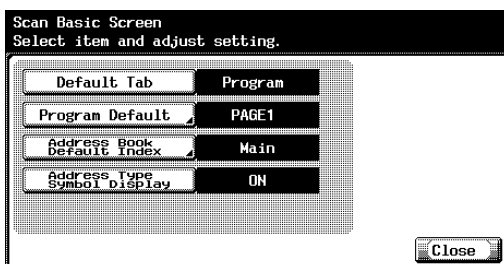 Scan Basic Screen
Select item and adjust setting.
Default Tab Program
Program Default PAGE1
Address Book
Default Index Main
Address Type
Symbol Display ON
Close